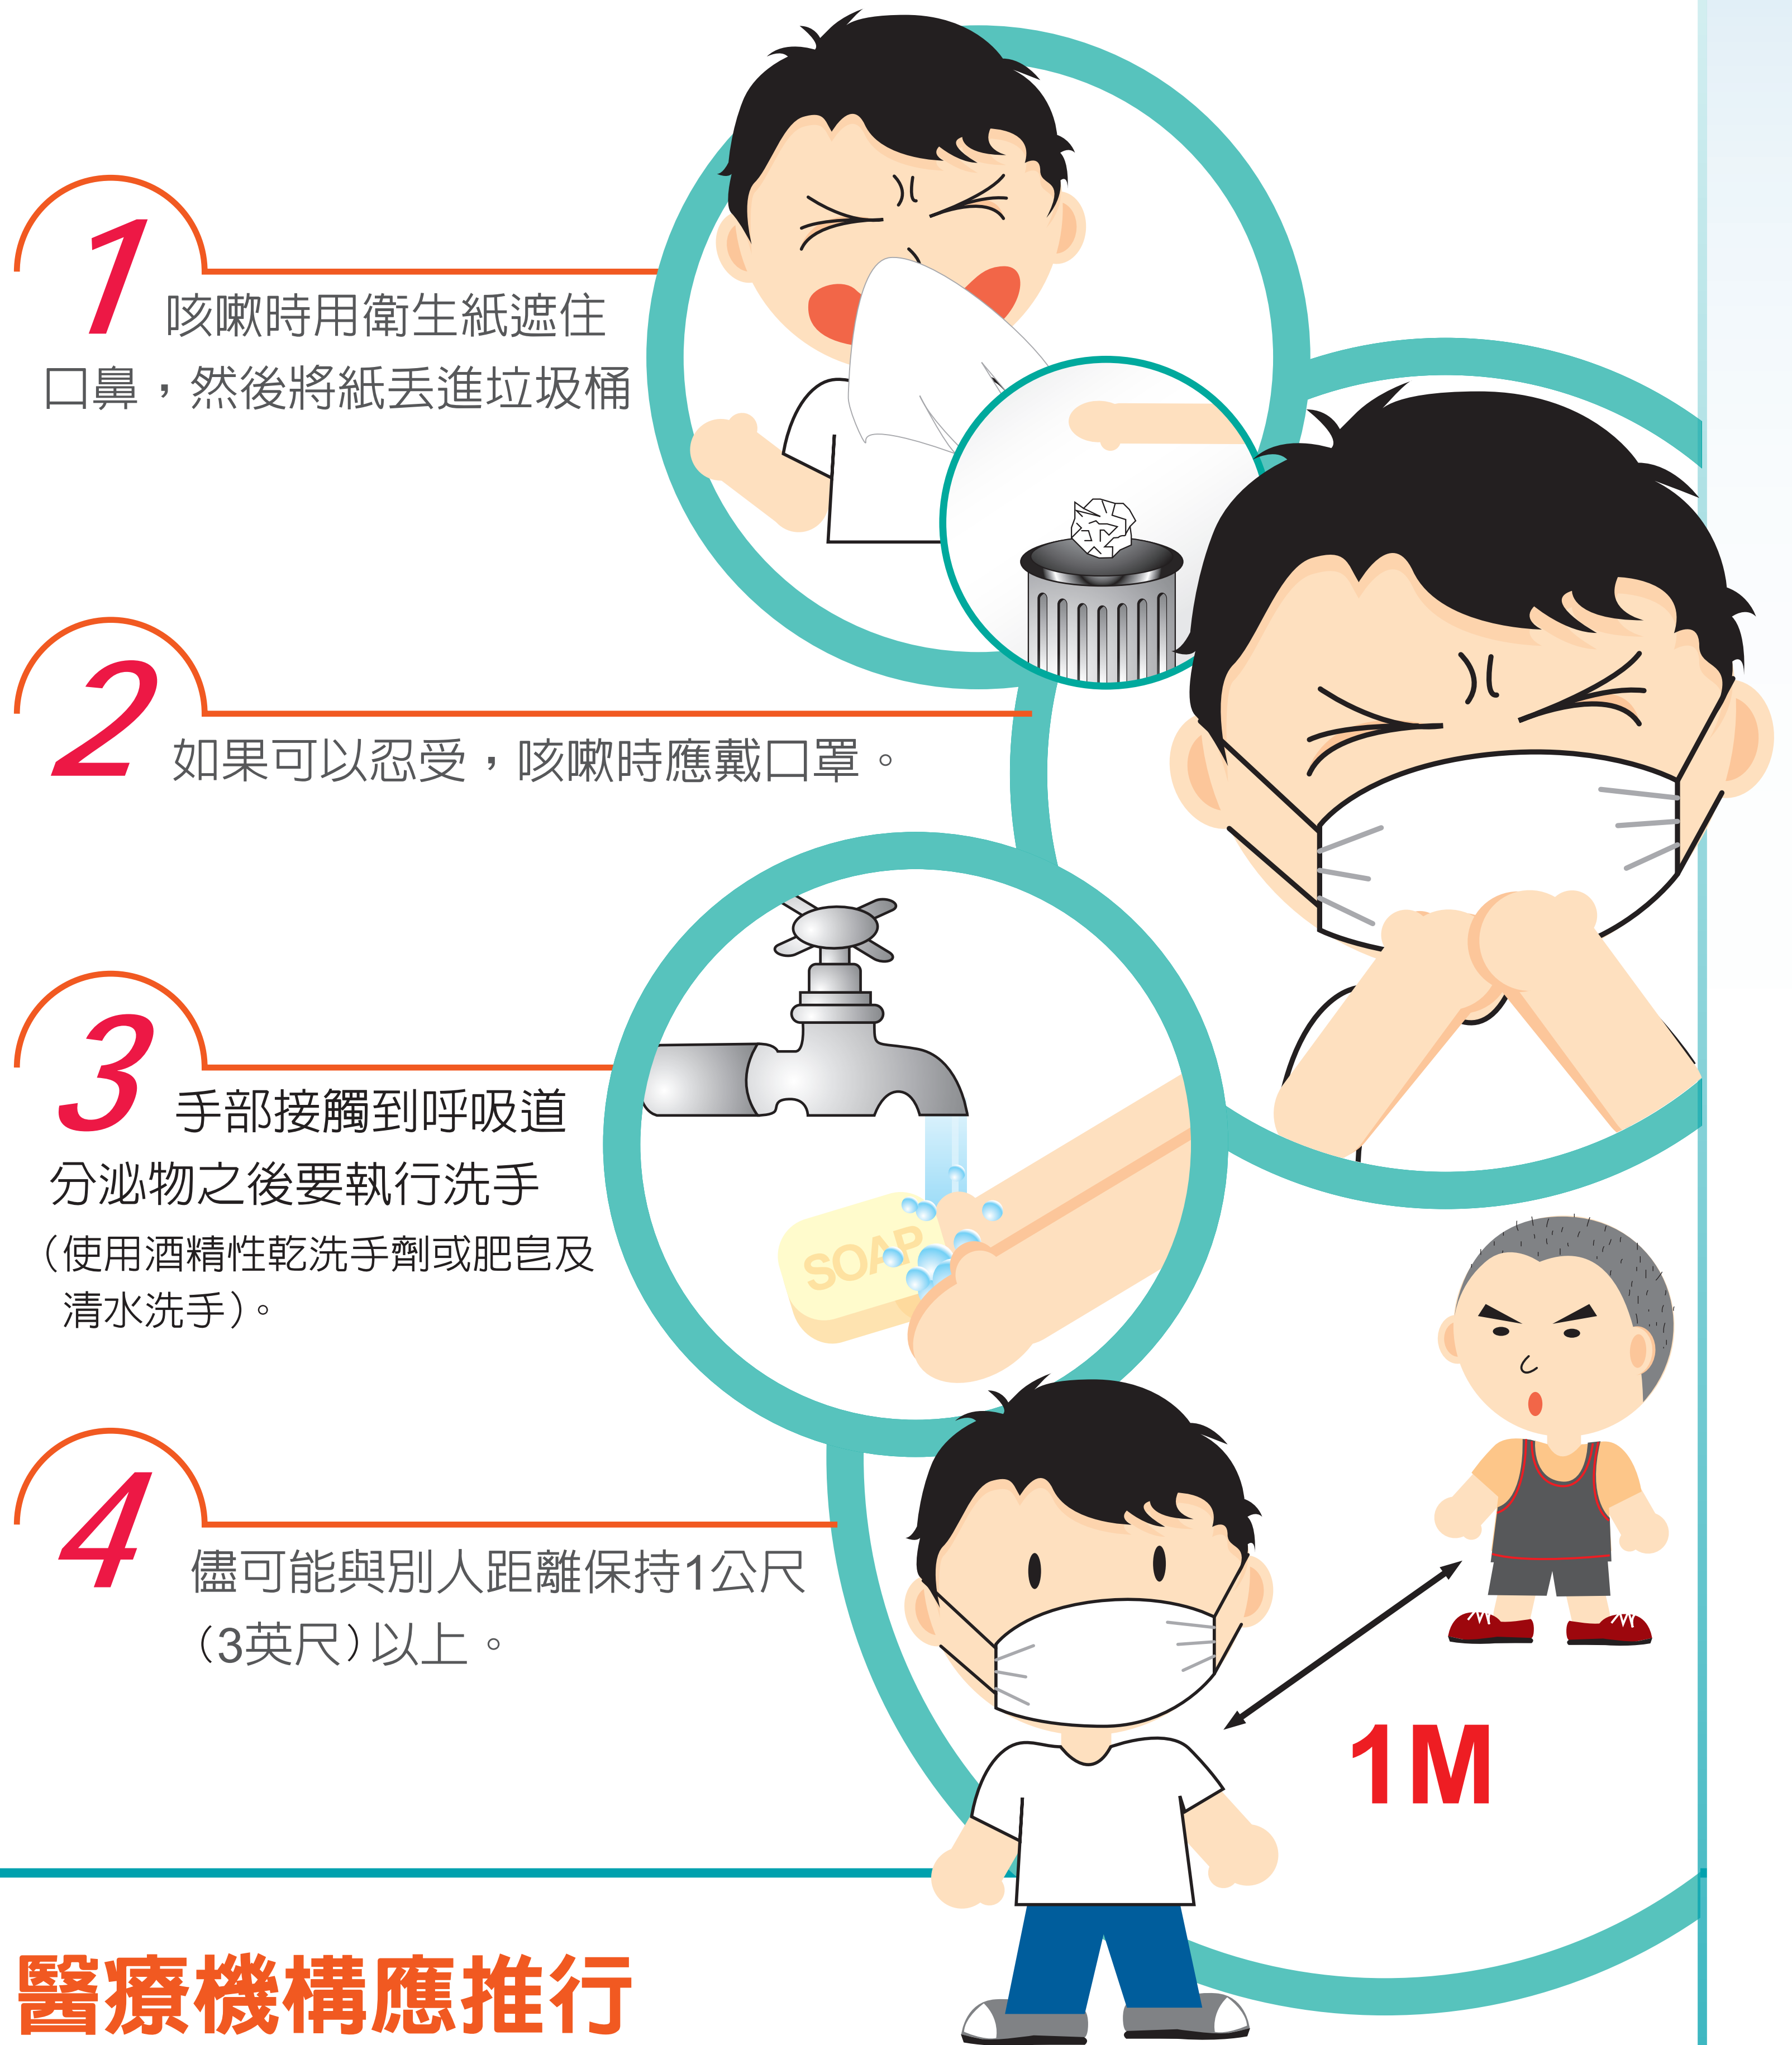 1
咳嗽時用衛生紙遮住
口鼻，然後將紙丟進垃圾桶
2
如果可以忍受，咳嗽時應戴口罩。
3
手部接觸到呼吸道
分泌物之後要執行洗手
（使用酒精性乾洗手劑或肥皂及
清水洗手）。
SOAP
4
儘可能與別人距離保持1公尺
（3英尺）以上。
1M
醫療機構應推行